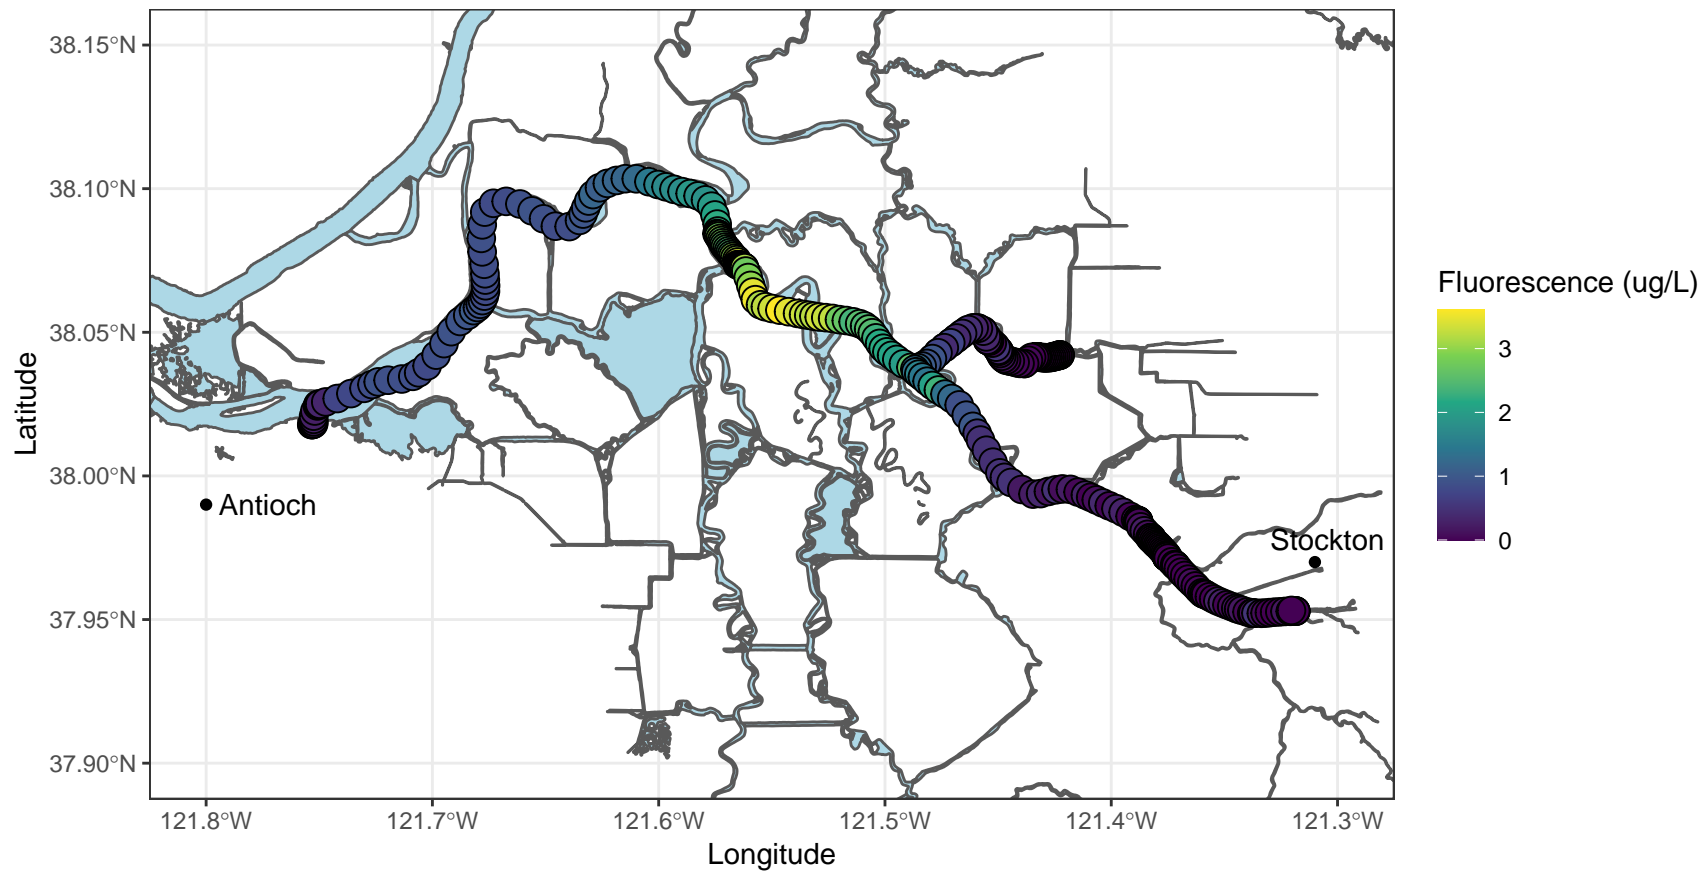 38.15°N
38.10°N
38.05°N
38.00°N
37.95°N
37.90°N
Latitude
Antioch
Stockton
121.8°W
121.7°W
121.6°W
121.5°W
121.4°W
121.3°W
Longitude
Fluorescence (ug/L)
3
2
1
0